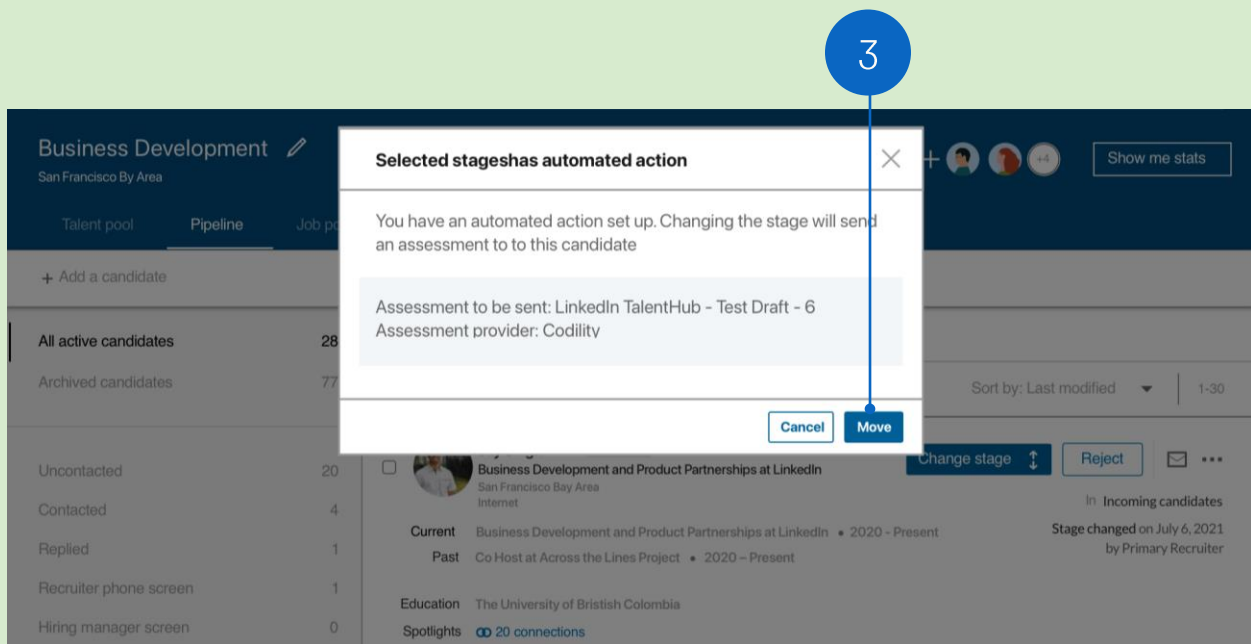 3
Business Development
San Francisco By Area
+4
Show me stats
Talent pool
Pipeline
Job po
+ Add a candidate
Selected stageshas automated action
You have an automated action set up. Changing the stage will send
an assessment to to this candidate
Assessment to be sent: LinkedIn TalentHub - Test Draft - 6
Assessment provider: Codility
Cancel
Move
All active candidates 28
Archived candidates 77
Uncontacted 20
Contacted 4
Replied 1
Recruiter phone screen 1
Hiring manager screen 0
Sort by: Last modified
1-30
Business Development and Product Partnerships at LinkedIn
San Francisco Bay Area
Internet
Change stage
Reject
In Incoming candidates
Stage changed on July 6, 2021
by Primary Recruiter
Current Business Development and Product Partnerships at LinkedIn • 2020 - Present
Past Co Host at Across the Lines Project • 2020 – Present
Education The University of Bristish Colombia
Spotlights 20 connections